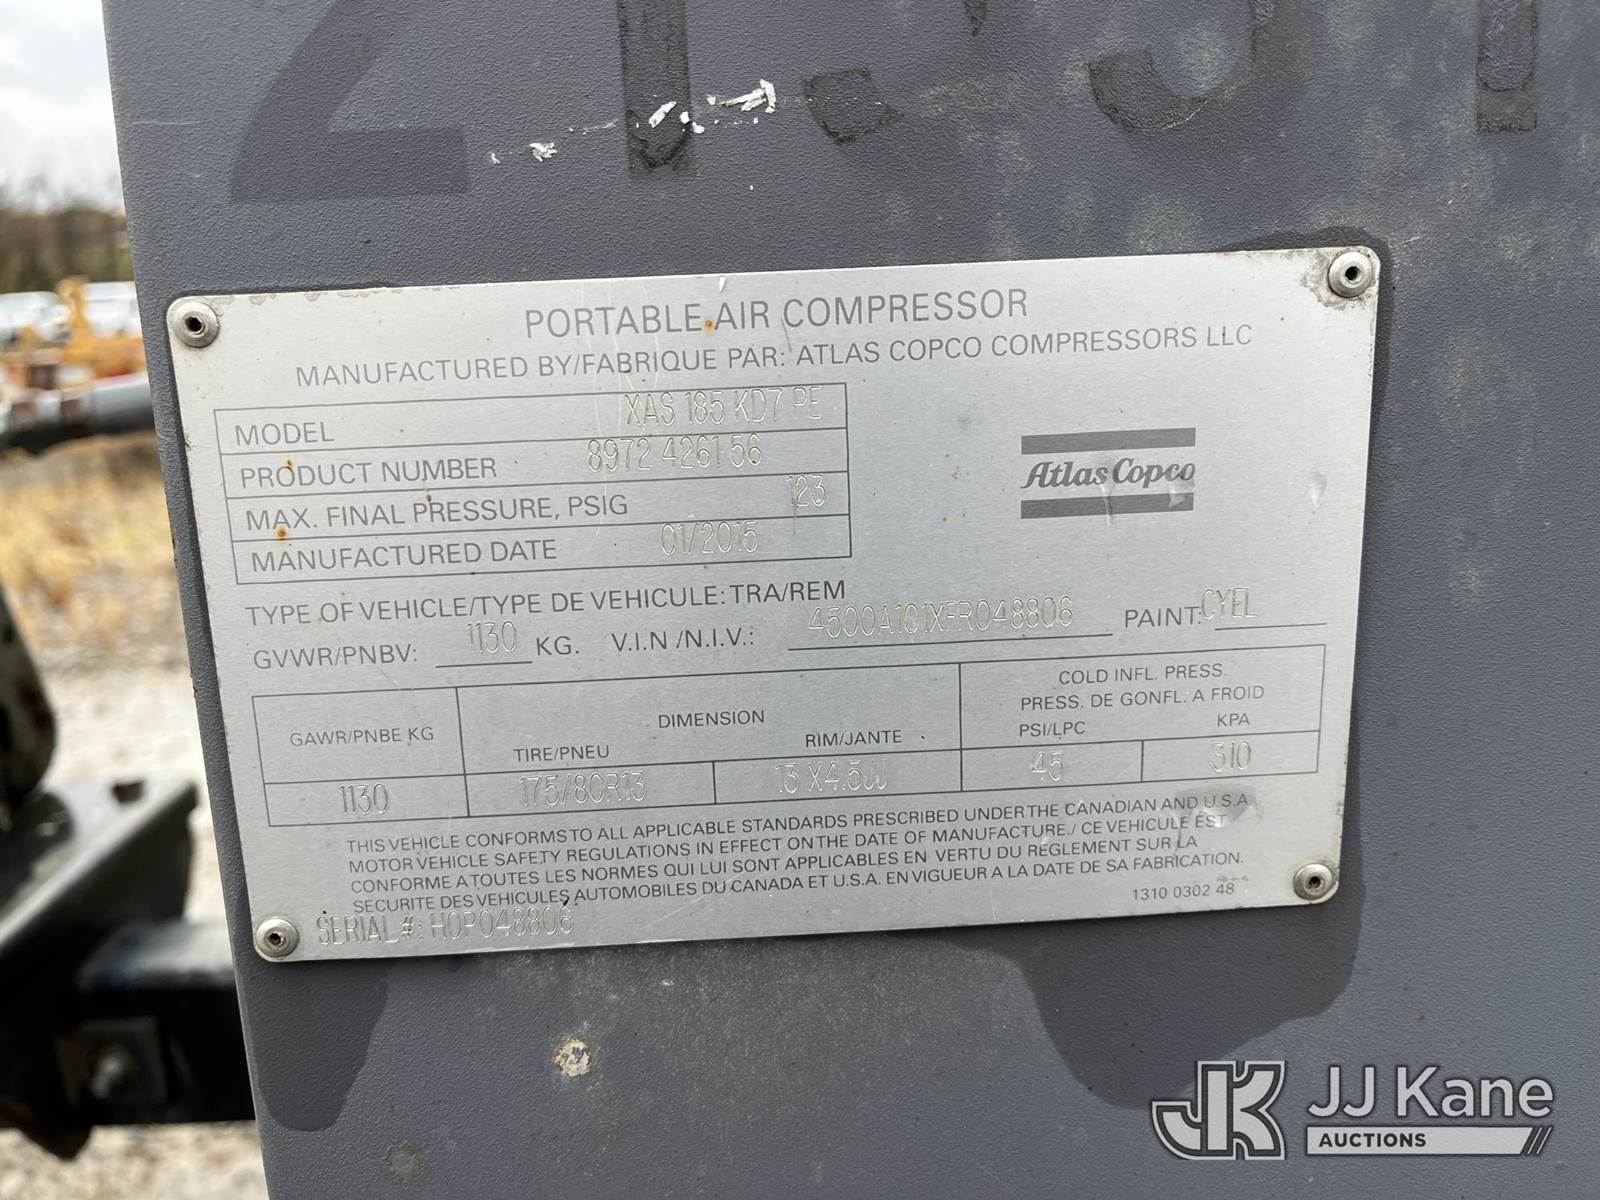 PORTABLE AIR COMPRESSOR
MANUFACTURED BY/FABRIQUE PAR: ATLAS COPCO COMPRESSORS LLC
MODEL XAS 185 KD7 PE
PRODUCT NUMBER 8972 4261 56
MAX. FINAL PRESSURE, PSIG 123
MANUFACTURED DATE 01/2015
Atlas Copco
TYPE OF VEHICLE/TYPE DE VEHICULE: TRA/REM
GVWR/PNBV: 1130 KG. V.I.N /N.I.V.: 4500A101XFR048806 PAINT: CYEL
GAWR/PNBE KG
DIMENSION
TIRE/PNEU RIM/JANTE
COLD INFL. PRESS.
PRESS. DE GONFL. A FROID
PSI/LPC KPA
1130 175/80R13 13 X4.5JJ 45 310
THIS VEHICLE CONFORMS TO ALL APPLICABLE STANDARDS PRESCRIBED UNDER THE CANADIAN AND U.S.A
MOTOR VEHICLE SAFETY REGULATIONS IN EFFECT ON THE DATE OF MANUFACTURE./ CE VEHICULE EST
CONFORME A TOUTES LES NORMES QUI LUI SONT APPLICABLES EN VERTU DU REGLEMENT SUR LA
SECURITE DES VEHICULES AUTOMOBILES DU CANADA ET U.S.A. EN VIGUEUR A LA DATE DE SA FABRICATION.
1310 0302 48
SERIAL #: HOP048806
JK JJ Kane
AUCTIONS